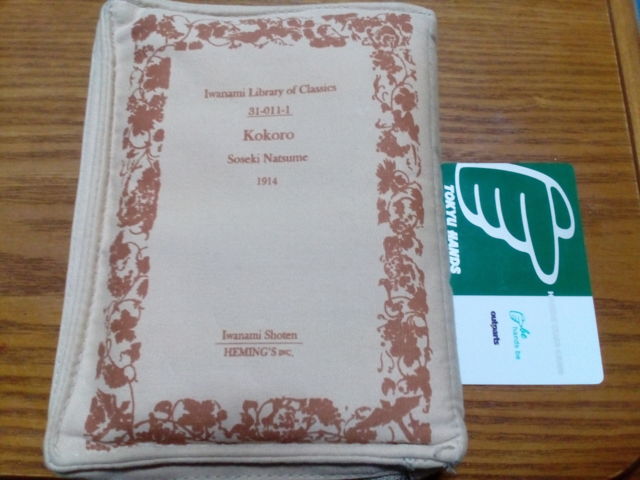 Iwanami Library of Classics
31-011-1
Kokoro
Soseki Natsume
1914
Iwanami Shoten
HEMING'S INC.
TOKYU HANDS
be
hands be
outparts